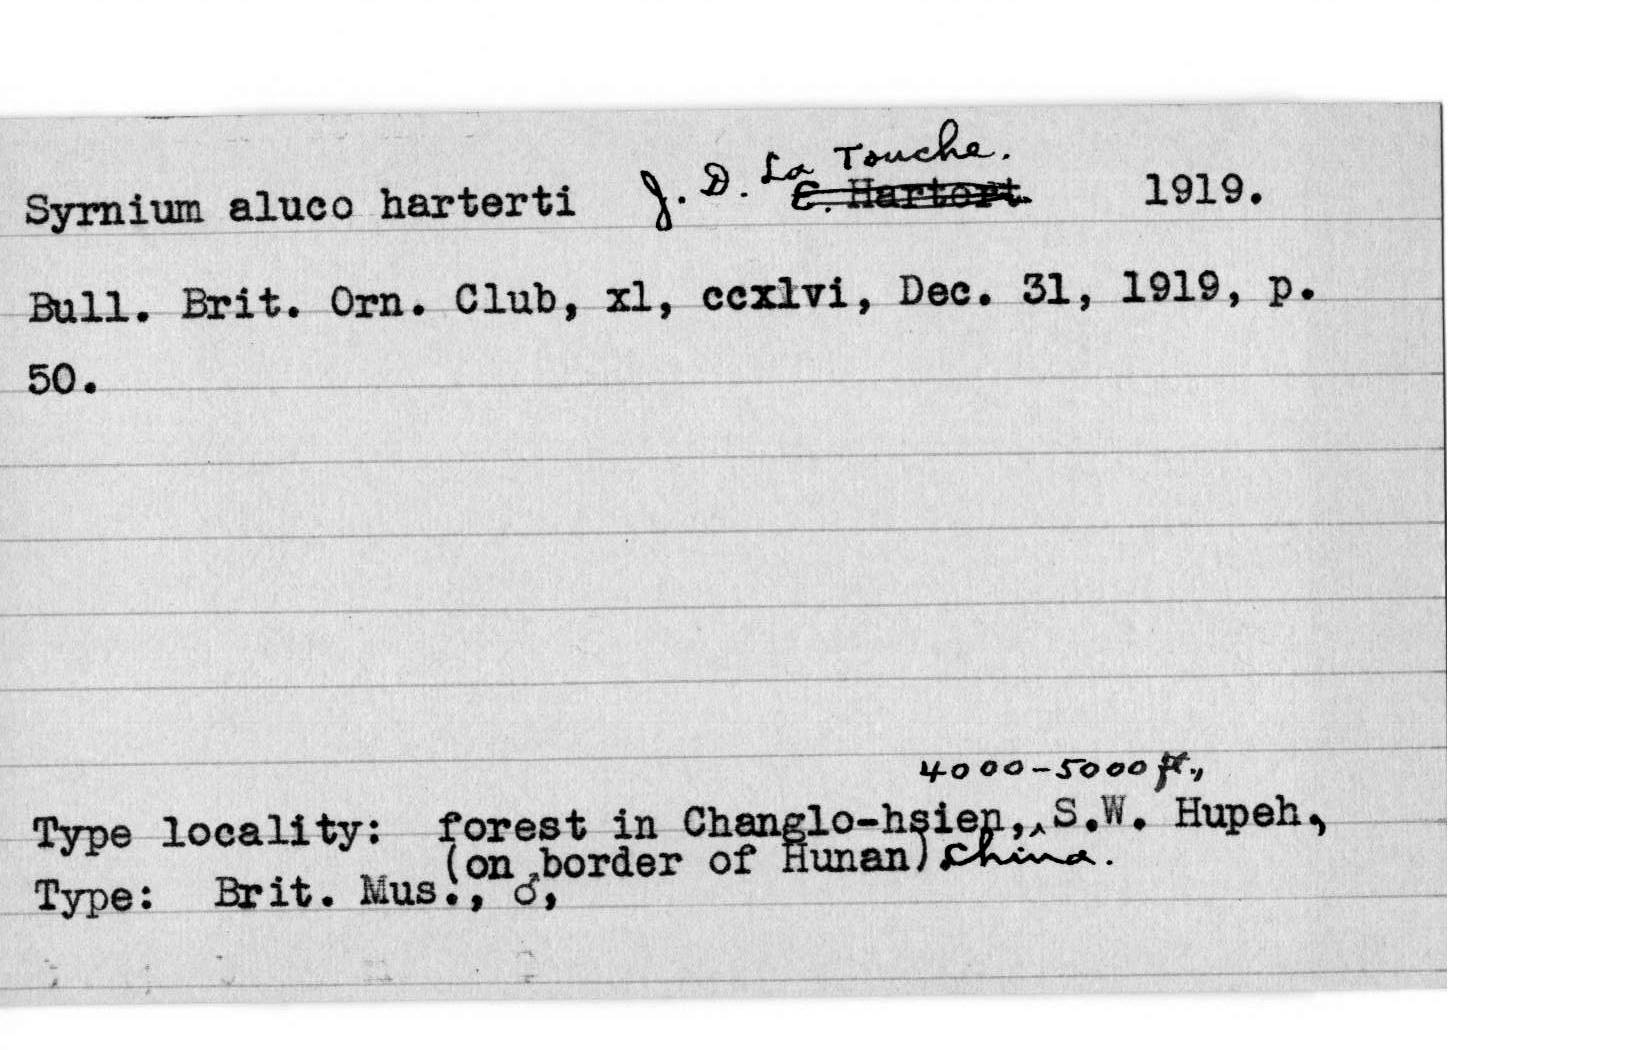 Syrnium aluco harterti J. D. La Touche. E. Hartert. 1919.
Bull. Brit. Orn. Club, xl, ccxlvi, Dec. 31, 1919, p.
50.
4000-5000 ft.,
Type locality: forest in Changlo-hsien,^ S.W. Hupeh.,
(on border of Hunan) China.
Type: Brit. Mus., ♂,